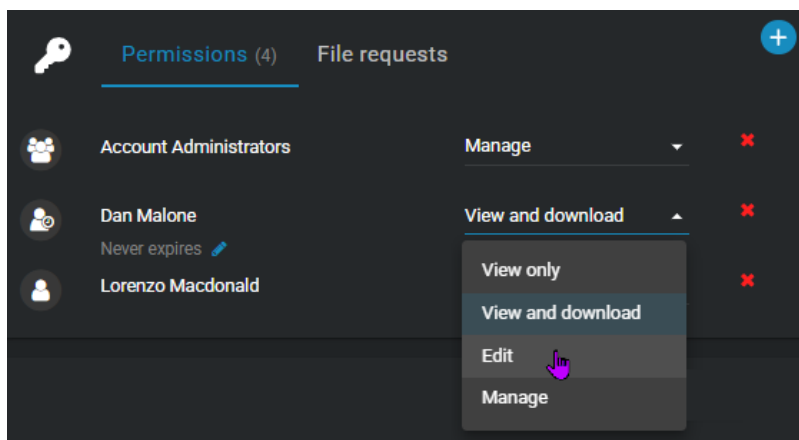 Permissions (4) File requests
Account Administrators Manage
Dan Malone View and download
Never expires
View only
Lorenzo Macdonald
View and download
Edit
Manage